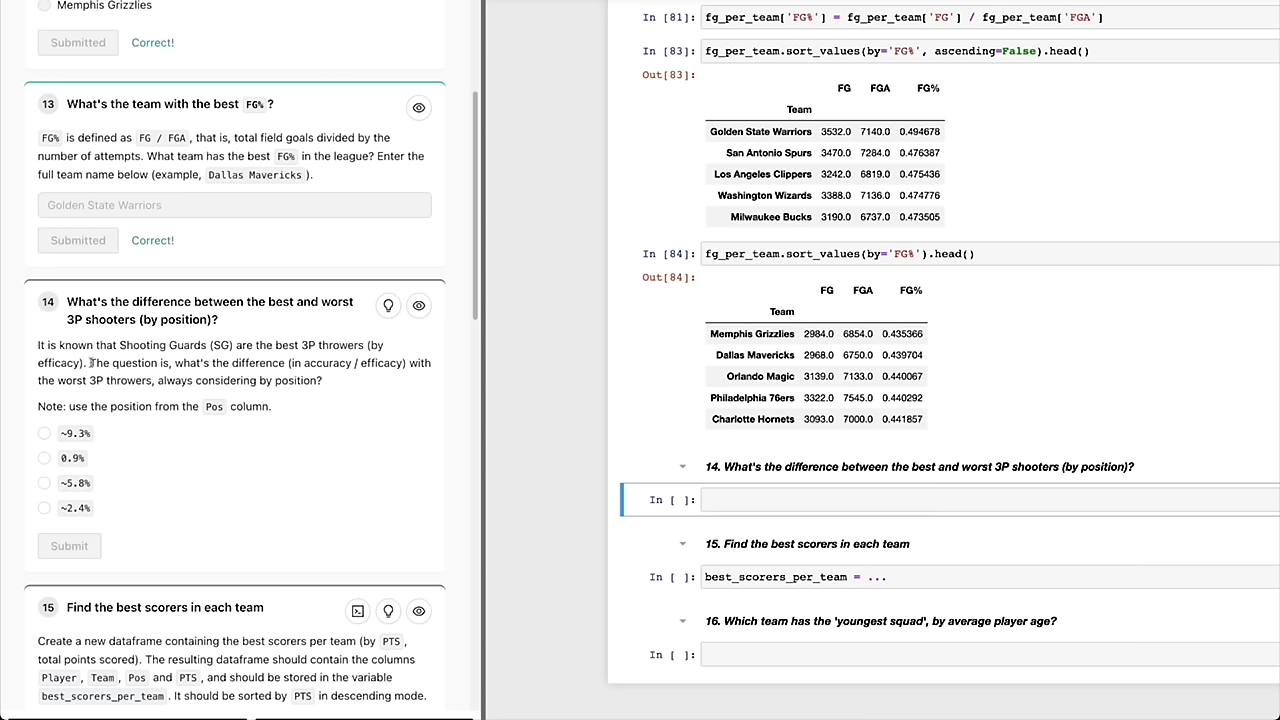 Memphis Grizzlies
Submitted Correct!
13 What's the team with the best FG% ?
FG% is defined as FG / FGA , that is, total field goals divided by the
number of attempts. What team has the best FG% in the league? Enter the
full team name below (example, Dallas Mavericks ).
Golden State Warriors
Submitted Correct!
14 What's the difference between the best and worst
3P shooters (by position)?
It is known that Shooting Guards (SG) are the best 3P throwers (by
efficacy). The question is, what's the difference (in accuracy / efficacy) with
the worst 3P throwers, always considering by position?
Note: use the position from the Pos column.
~9.3%
0.9%
~5.8%
~2.4%
Submit
15 Find the best scorers in each team
Create a new dataframe containing the best scorers per team (by PTS ,
total points scored). The resulting dataframe should contain the columns
Player , Team , Pos and PTS , and should be stored in the variable
best_scorers_per_team . It should be sorted by PTS in descending mode.
In [81]: fg_per_team['FG%'] = fg_per_team['FG'] / fg_per_team['FGA']
In [83]: fg_per_team.sort_values(by='FG%', ascending=False).head()
Out[83]:
FG FGA FG%
Team
Golden State Warriors 3532.0 7140.0 0.494678
San Antonio Spurs 3470.0 7284.0 0.476387
Los Angeles Clippers 3242.0 6819.0 0.475436
Washington Wizards 3388.0 7136.0 0.474776
Milwaukee Bucks 3190.0 6737.0 0.473505
In [84]: fg_per_team.sort_values(by='FG%').head()
Out[84]:
FG FGA FG%
Team
Memphis Grizzlies 2984.0 6854.0 0.435366
Dallas Mavericks 2968.0 6750.0 0.439704
Orlando Magic 3139.0 7133.0 0.440067
Philadelphia 76ers 3322.0 7545.0 0.440292
Charlotte Hornets 3093.0 7000.0 0.441857
14. What's the difference between the best and worst 3P shooters (by position)?
In [ ]:
15. Find the best scorers in each team
In [ ]: best_scorers_per_team = ...
16. Which team has the 'youngest squad', by average player age?
In [ ]: